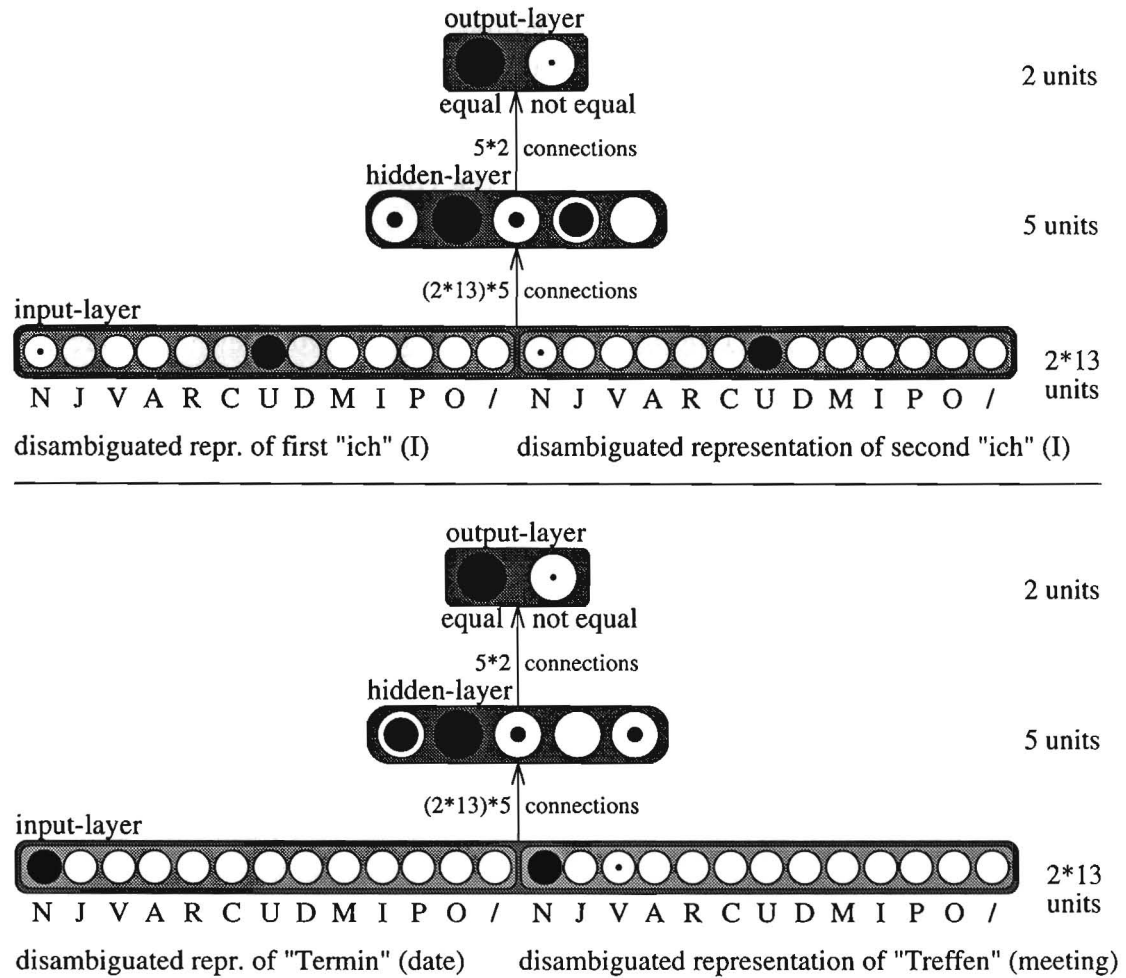 output-layer
2 units
equal not equal
5*2 connections
hidden-layer
5 units
(2*13)*5 connections
input-layer
2*13
units
N J V A R C U D M I P O / N J V A R C U D M I P O /
disambiguated repr. of first "ich" (I) disambiguated representation of second "ich" (I)
output-layer
2 units
equal not equal
5*2 connections
hidden-layer
5 units
(2*13)*5 connections
input-layer
2*13
units
N J V A R C U D M I P O / N J V A R C U D M I P O /
disambiguated repr. of "Termin" (date) disambiguated representation of "Treffen" (meeting)